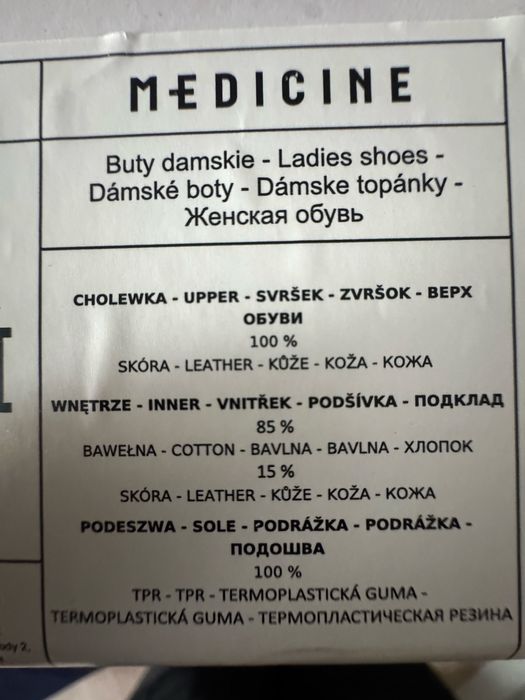 MEDICINE
Buty damskie - Ladies shoes -
Dámské boty - Dámske topánky -
Женская обувь
CHOLEWKA - UPPER - SVRŠEK - ZVRŠOK - ВЕРХ
ОБУВИ
100 %
SKÓRA - LEATHER - KŮŽE - KOŽA - КОЖА
WNĘTRZE - INNER - VNITŘEK - PODŠÍVKA - ПОДКЛАД
85 %
BAWEŁNA - COTTON - BAVLNA - BAVLNA - ХЛОПОК
15 %
SKÓRA - LEATHER - KŮŽE - KOŽA - КОЖА
PODESZWA - SOLE - PODRÁŽKA - PODRÁŽKA -
ПОДОШВА
100 %
TPR - TPR - TERMOPLASTICKÁ GUMA -
TERMOPLASTICKÁ GUMA - ТЕРМОПЛАСТИЧЕСКАЯ РЕЗИНА